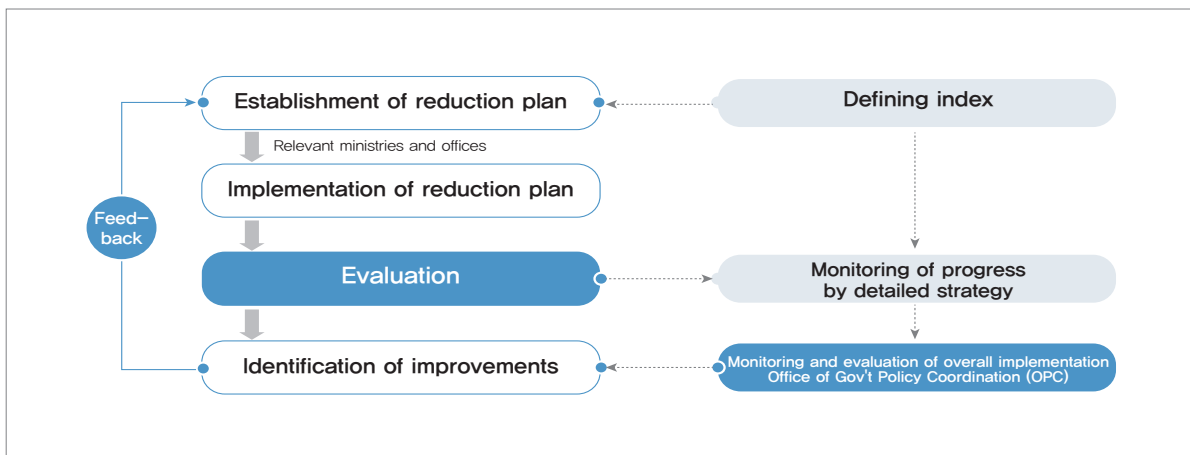 Establishment of reduction plan
Defining index
Relevant ministries and offices
Implementation of reduction plan
Feed-
back
Evaluation
Monitoring of progress
by detailed strategy
Identification of improvements
Monitoring and evaluation of overall implementation
Office of Gov't Policy Coordination (OPC)